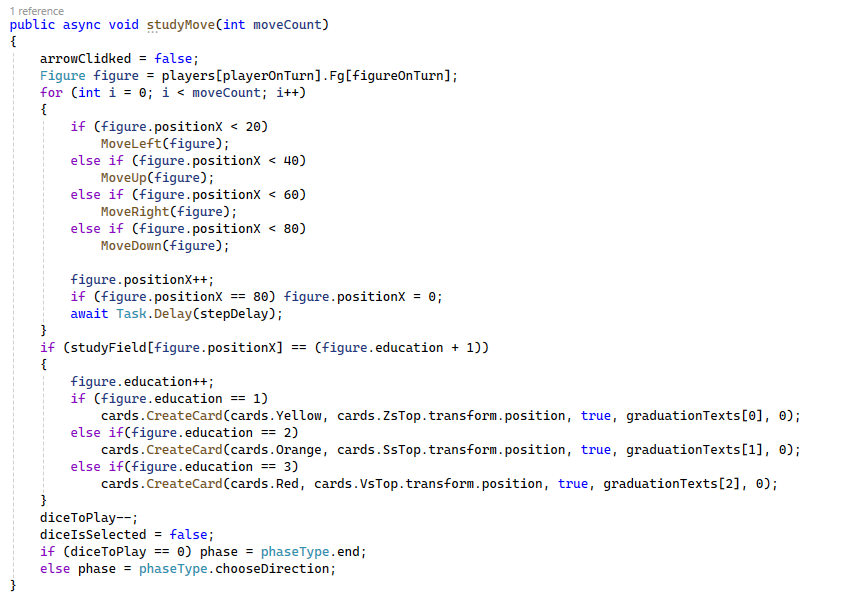 1 reference
public async void studyMove(int moveCount)
{
    arrowClidked = false;
    Figure figure = players[playerOnTurn].Fg[figureOnTurn];
    for (int i = 0; i < moveCount; i++)
    {
        if (figure.positionX < 20)
            MoveLeft(figure);
        else if (figure.positionX < 40)
            MoveUp(figure);
        else if (figure.positionX < 60)
            MoveRight(figure);
        else if (figure.positionX < 80)
            MoveDown(figure);

        figure.positionX++;
        if (figure.positionX == 80) figure.positionX = 0;
        await Task.Delay(stepDelay);
    }
    if (studyField[figure.positionX] == (figure.education + 1))
    {
        figure.education++;
        if (figure.education == 1)
            cards.CreateCard(cards.Yellow, cards.ZsTop.transform.position, true, graduationTexts[0], 0);
        else if(figure.education == 2)
            cards.CreateCard(cards.Orange, cards.SsTop.transform.position, true, graduationTexts[1], 0);
        else if(figure.education == 3)
            cards.CreateCard(cards.Red, cards.VsTop.transform.position, true, graduationTexts[2], 0);
    }
    diceToPlay--;
    diceIsSelected = false;
    if (diceToPlay == 0) phase = phaseType.end;
    else phase = phaseType.chooseDirection;
}